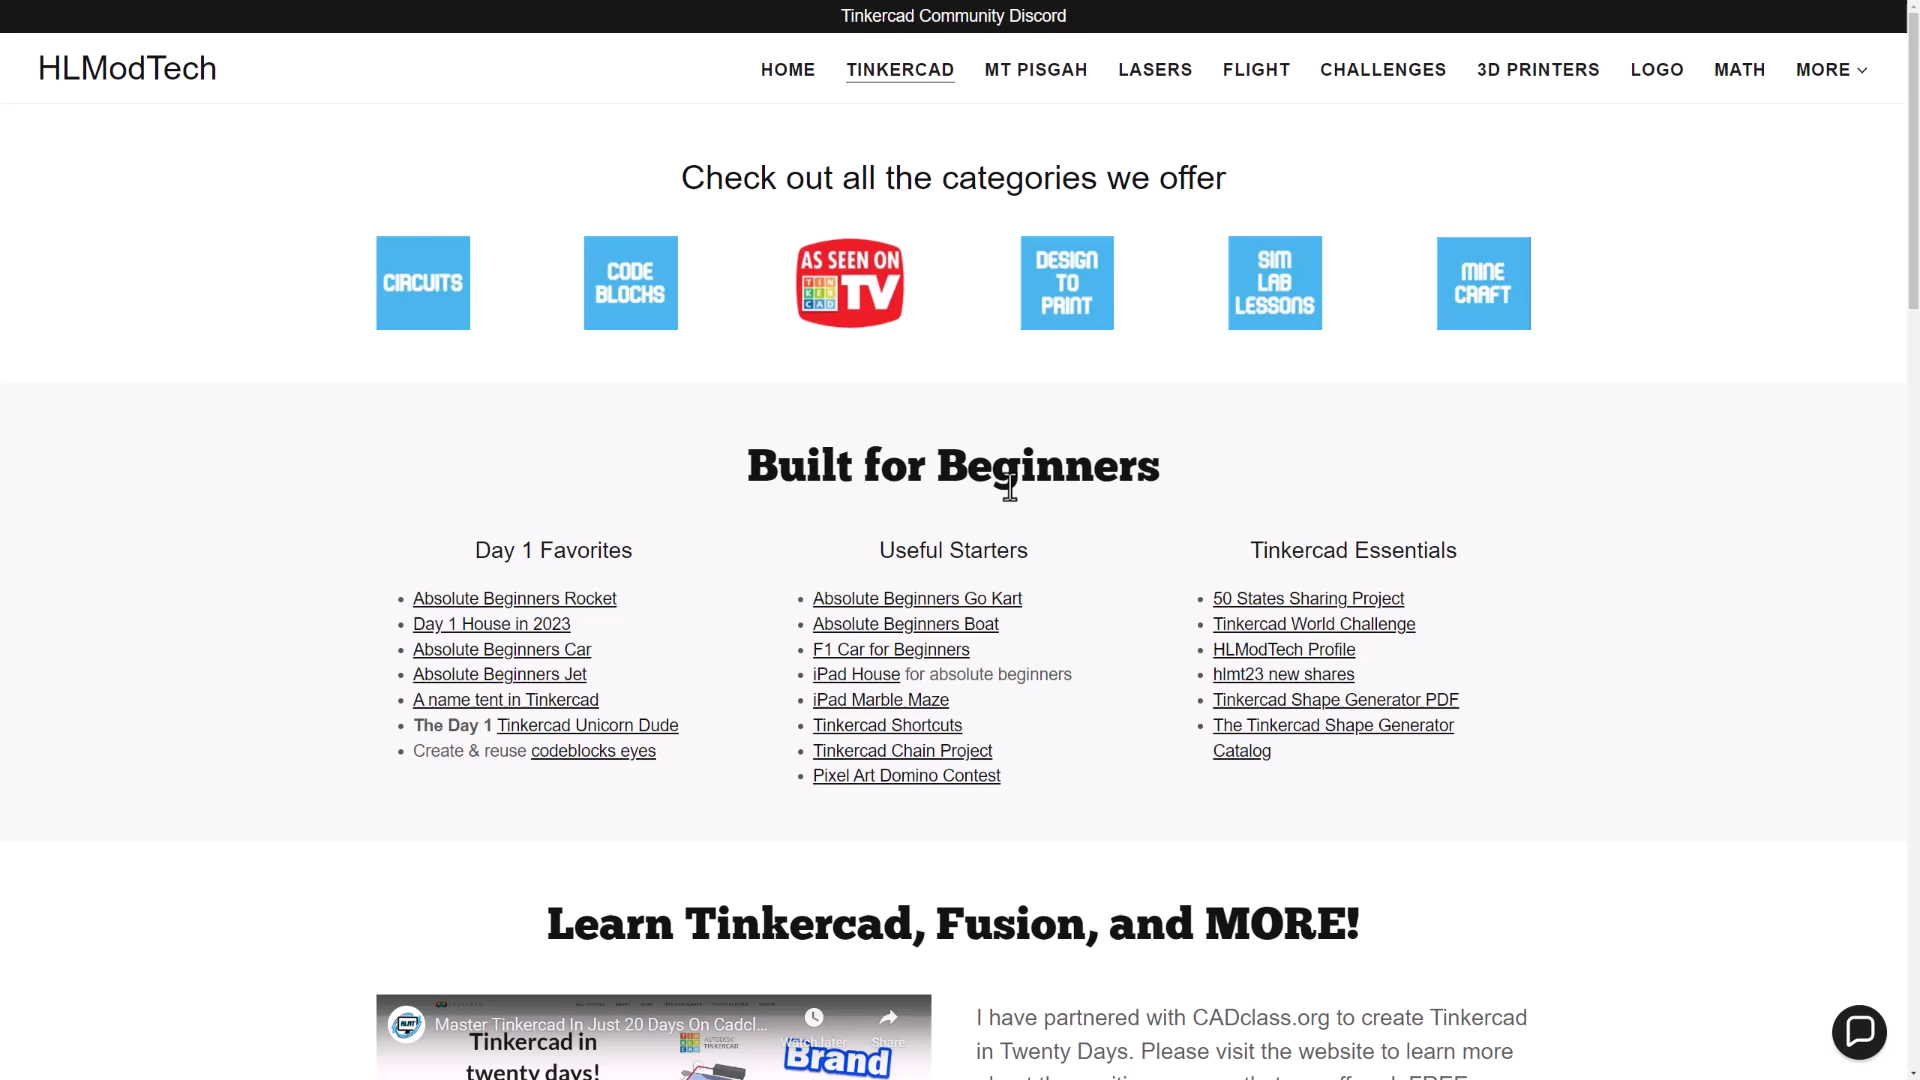 Tinkercad Community Discord
HLModTech
HOME TINKERCAD MT PISGAH LASERS FLIGHT CHALLENGES 3D PRINTERS LOGO MATH MORE
Check out all the categories we offer
CIRCUITS
CODE
BLOCKS
AS SEEN ON
TIN
KER
CAD
TV
DESIGN
TO
PRINT
SIM
LAB
LESSONS
MINE
CRAFT
Built for Beginners
Day 1 Favorites
Absolute Beginners Rocket
Day 1 House in 2023
Absolute Beginners Car
Absolute Beginners Jet
A name tent in Tinkercad
The Day 1 Tinkercad Unicorn Dude
Create & reuse codeblocks eyes
Useful Starters
Absolute Beginners Go Kart
Absolute Beginners Boat
F1 Car for Beginners
iPad House for absolute beginners
iPad Marble Maze
Tinkercad Shortcuts
Tinkercad Chain Project
Pixel Art Domino Contest
Tinkercad Essentials
50 States Sharing Project
Tinkercad World Challenge
HLModTech Profile
hlmt23 new shares
Tinkercad Shape Generator PDF
The Tinkercad Shape Generator
Catalog
Learn Tinkercad, Fusion, and MORE!
HLMT
Master Tinkercad In Just 20 Days On Cadcl...
Watch later
Share
Tinkercad in
twenty days!
AUTODESK
TINKERCAD
Brand
I have partnered with CADclass.org to create Tinkercad
in Twenty Days. Please visit the website to learn more